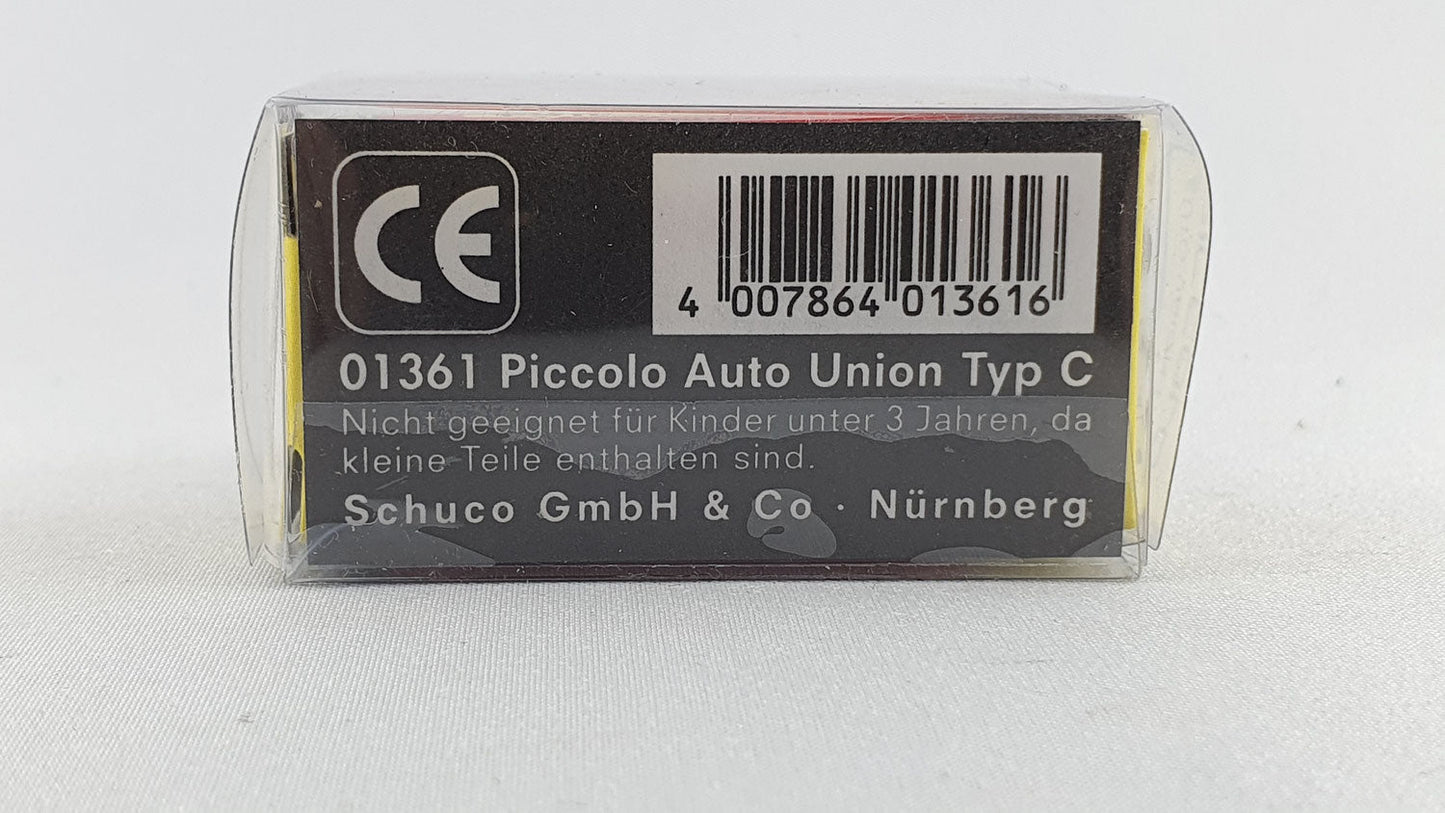 CE
4 007864 013616
01361 Piccolo Auto Union Typ C
Nicht geeignet für Kinder unter 3 Jahren, da
kleine Teile enthalten sind.
Schuco GmbH & Co · Nürnberg